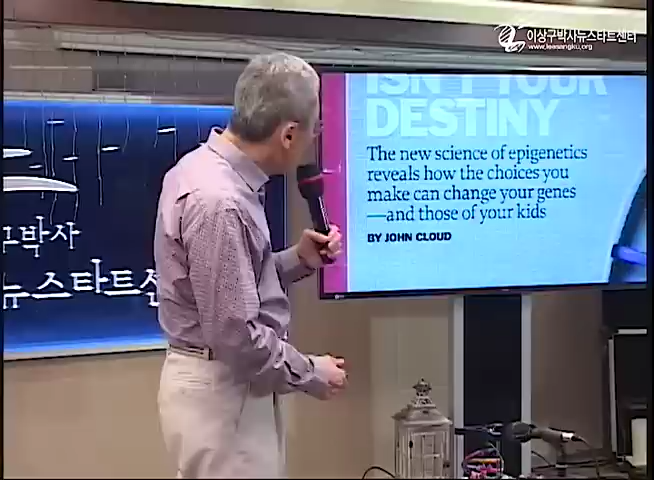 이상구박사뉴스타트센터
www.leesangku.org
ISN'T YOUR
DESTINY
The new science of epigenetics
reveals how the choices you
make can change your genes
—and those of your kids
BY JOHN CLOUD
구박사
뉴스타트센